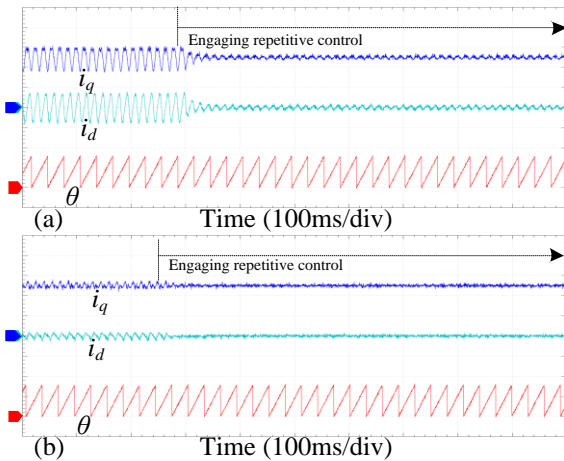 Engaging repetitive control
i_q
i_d
θ
(a) Time (100ms/div)
Engaging repetitive control
i_q
i_d
θ
(b) Time (100ms/div)